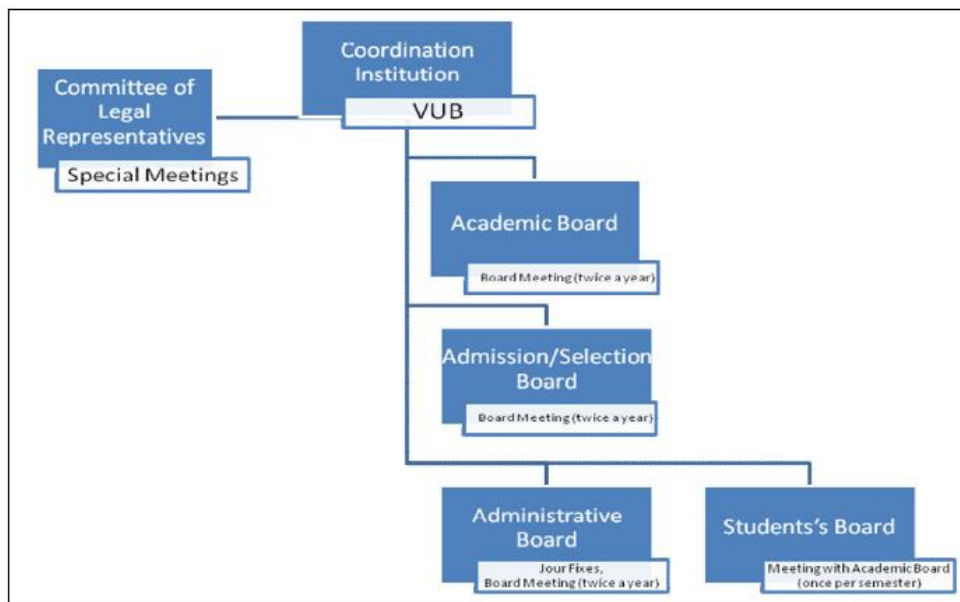 Coordination
Institution
VUB
Committee of
Legal
Representatives
Special Meetings
Academic Board
Board Meeting (twice a year)
Admission/Selection
Board
Board Meeting (twice a year)
Administrative
Board
Jour Fixes,
Board Meeting (twice a year)
Students's Board
Meeting with Academic Board
(once per semester)